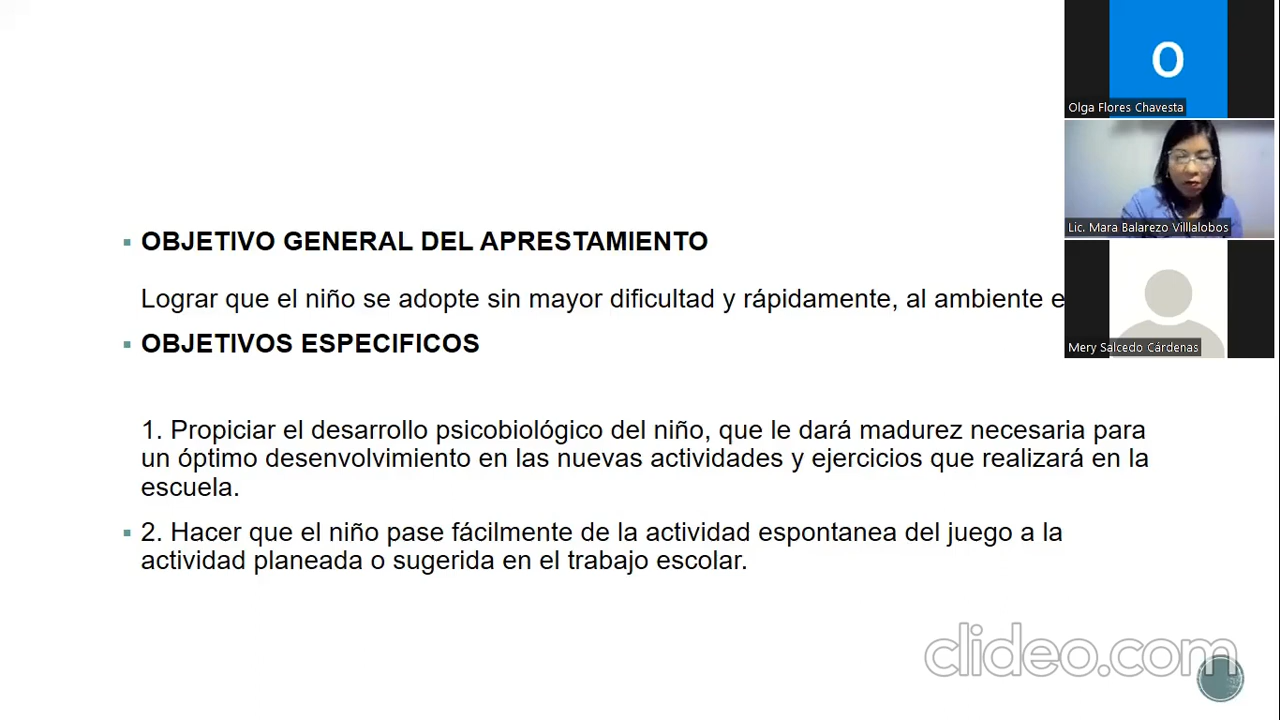 O
Olga Flores Chavesta
Lic. Mara Balarezo Villlalobos
Mery Salcedo Cárdenas
OBJETIVO GENERAL DEL APRESTAMIENTO
Lograr que el niño se adopte sin mayor dificultad y rápidamente, al ambiente e
OBJETIVOS ESPECIFICOS
1. Propiciar el desarrollo psicobiológico del niño, que le dará madurez necesaria para
un óptimo desenvolvimiento en las nuevas actividades y ejercicios que realizará en la
escuela.
2. Hacer que el niño pase fácilmente de la actividad espontanea del juego a la
actividad planeada o sugerida en el trabajo escolar.
clideo.com